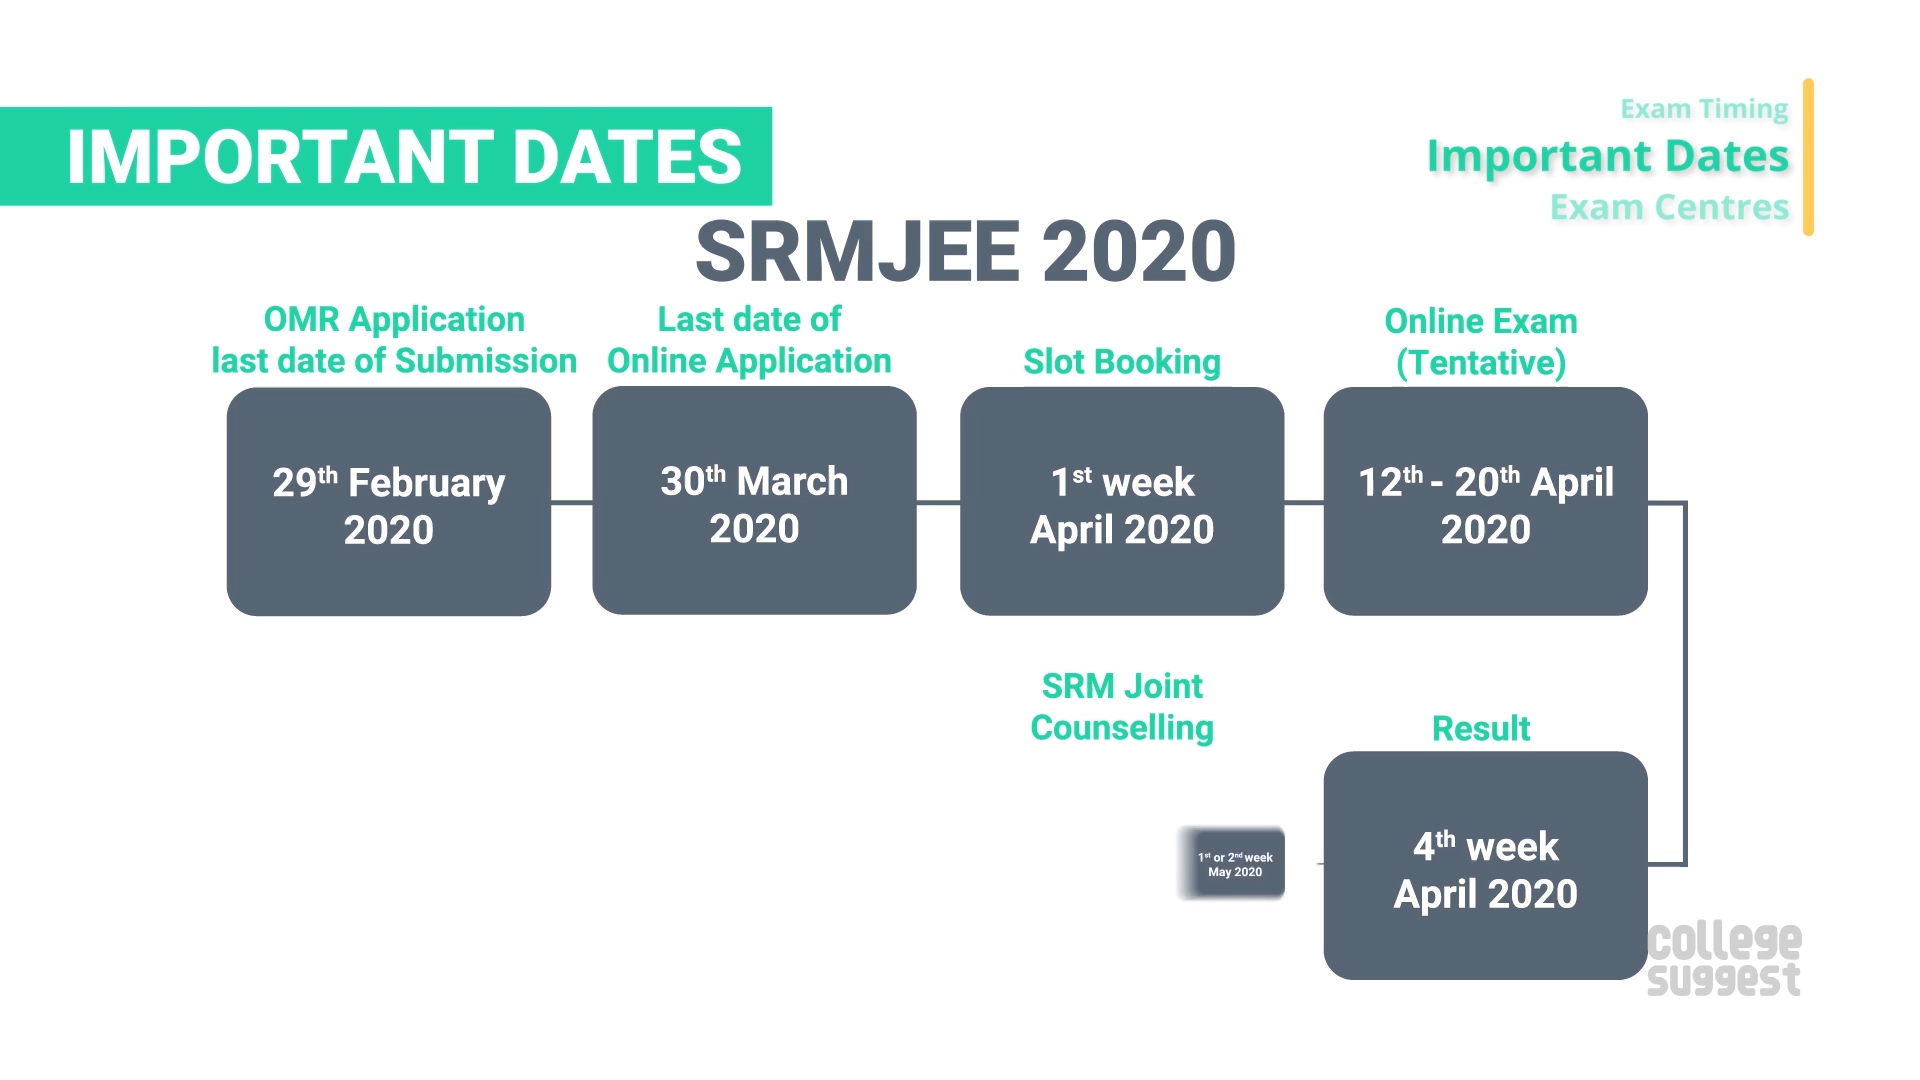 IMPORTANT DATES
Exam Timing
Important Dates
Exam Centres
SRMJEE 2020
OMR Application
last date of Submission
29th February
2020
Last date of
Online Application
30th March
2020
Slot Booking
1st week
April 2020
Online Exam
(Tentative)
12th - 20th April
2020
Result
4th week
April 2020
SRM Joint
Counselling
1st or 2nd week
May 2020
college
suggest